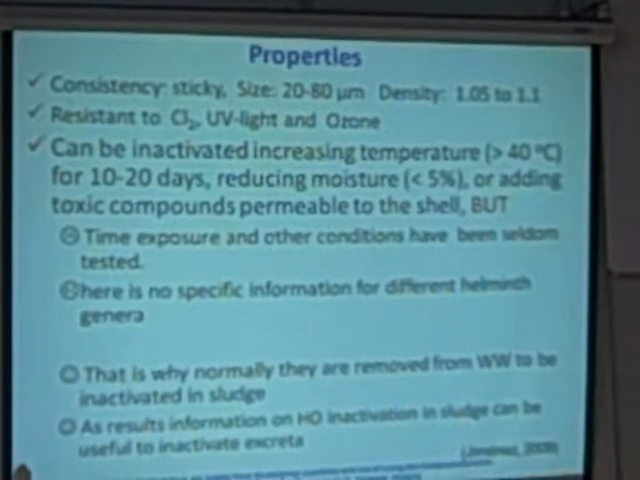 Properties
✓ Consistency: sticky, Size: 20-80 µm Density: 1.05 to 1.1
✓ Resistant to Cl₂, UV-light and Ozone
✓ Can be inactivated increasing temperature (> 40 ºC)
for 10-20 days, reducing moisture (< 5%), or adding
toxic compounds permeable to the shell, BUT
Time exposure and other conditions have been seldom
tested.
here is no specific information for different helminth
genera
That is why normally they are removed from WW to be
inactivated in sludge
As results information on HO inactivation in sludge can be
useful to inactivate excreta